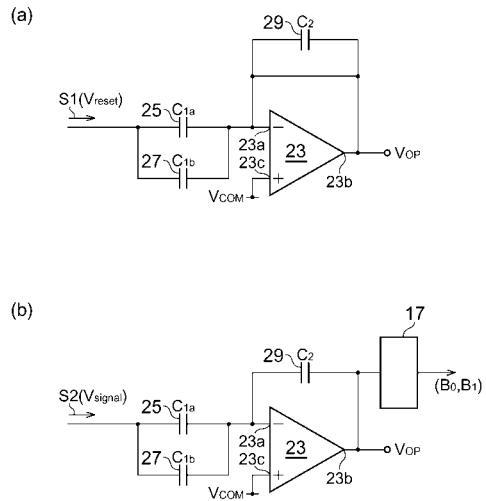 (a)
29 C2
S1(Vreset)
25 C1a
27 C1b
23a
23
23c
23b
VOP
VCOM
(b)
17
29 C2
(B0,B1)
S2(Vsignal)
25 C1a
27 C1b
23a
23
23c
23b
VOP
VCOM